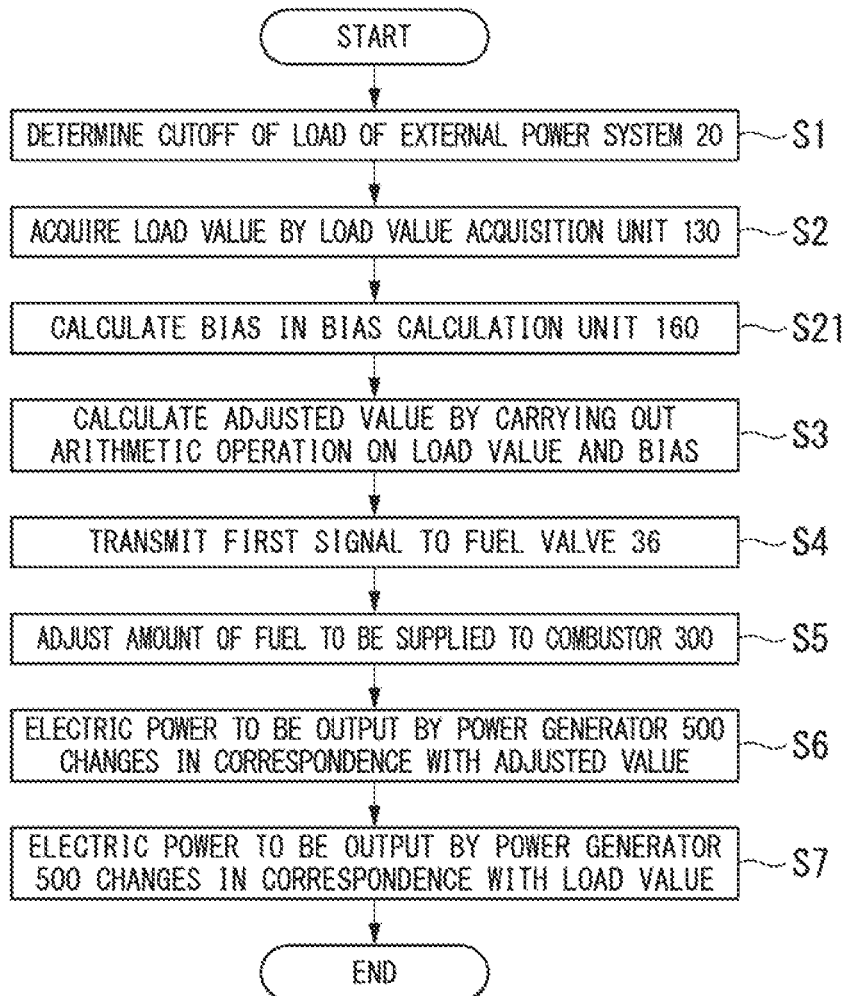 START
DETERMINE CUTOFF OF LOAD OF EXTERNAL POWER SYSTEM 20
S1
ACQUIRE LOAD VALUE BY LOAD VALUE ACQUISITION UNIT 130
S2
CALCULATE BIAS IN BIAS CALCULATION UNIT 160
S21
CALCULATE ADJUSTED VALUE BY CARRYING OUT
ARITHMETIC OPERATION ON LOAD VALUE AND BIAS
S3
TRANSMIT FIRST SIGNAL TO FUEL VALVE 36
S4
ADJUST AMOUNT OF FUEL TO BE SUPPLIED TO COMBUSTOR 300
S5
ELECTRIC POWER TO BE OUTPUT BY POWER GENERATOR 500
CHANGES IN CORRESPONDENCE WITH ADJUSTED VALUE
S6
ELECTRIC POWER TO BE OUTPUT BY POWER GENERATOR
500 CHANGES IN CORRESPONDENCE WITH LOAD VALUE
S7
END